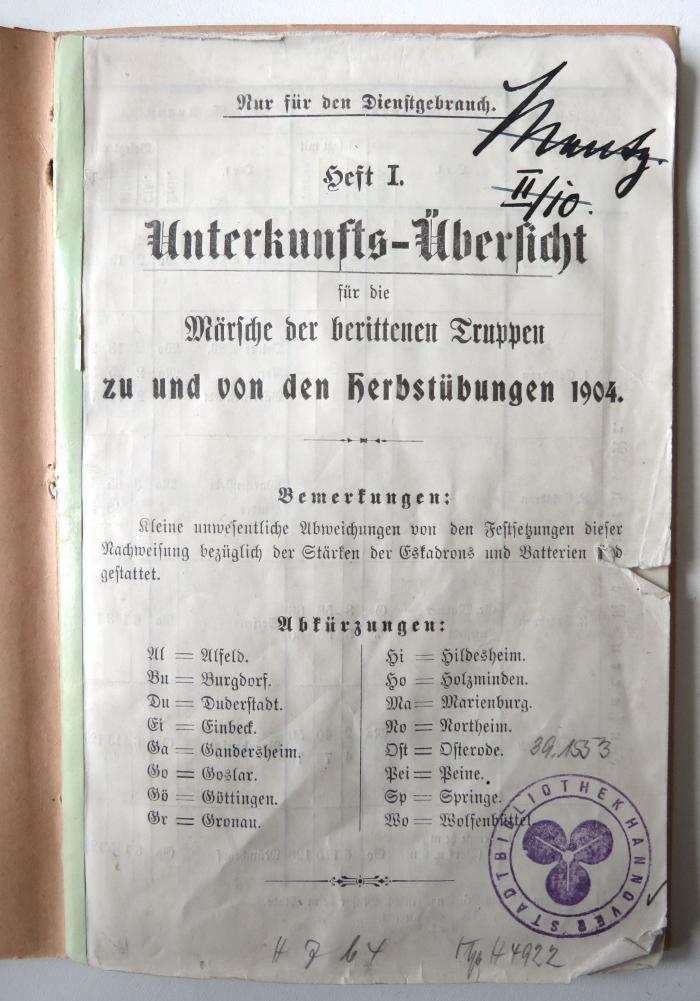 Nur für den Dienstgebrauch.
II/10.
Heft I.
Unterkunfts-Übersicht
für die
Märsche der berittenen Truppen
zu und von den Herbstübungen 1904.
Bemerkungen:
Kleine unwesentliche Abweichungen von den Festsetzungen dieser
Nachweisung bezüglich der Stärken der Eskadrons und Batterien
gestattet.
Abkürzungen:
Al = Alfeld.
Bu = Burgdorf.
Du = Duderstadt.
Ei = Einbeck.
Ga = Gandersheim.
Go = Goslar.
Gö = Göttingen.
Gr = Gronau.
Hi = Hildesheim.
Ho = Holzminden.
Ma = Marienburg.
No = Northeim.
Ost = Osterode.
Pei = Peine.
Sp = Springe.
Wo = Wolfenbüttel
39.1553
STADTBIBLIOTHEK HANNOVER
H 7 64
H 4922